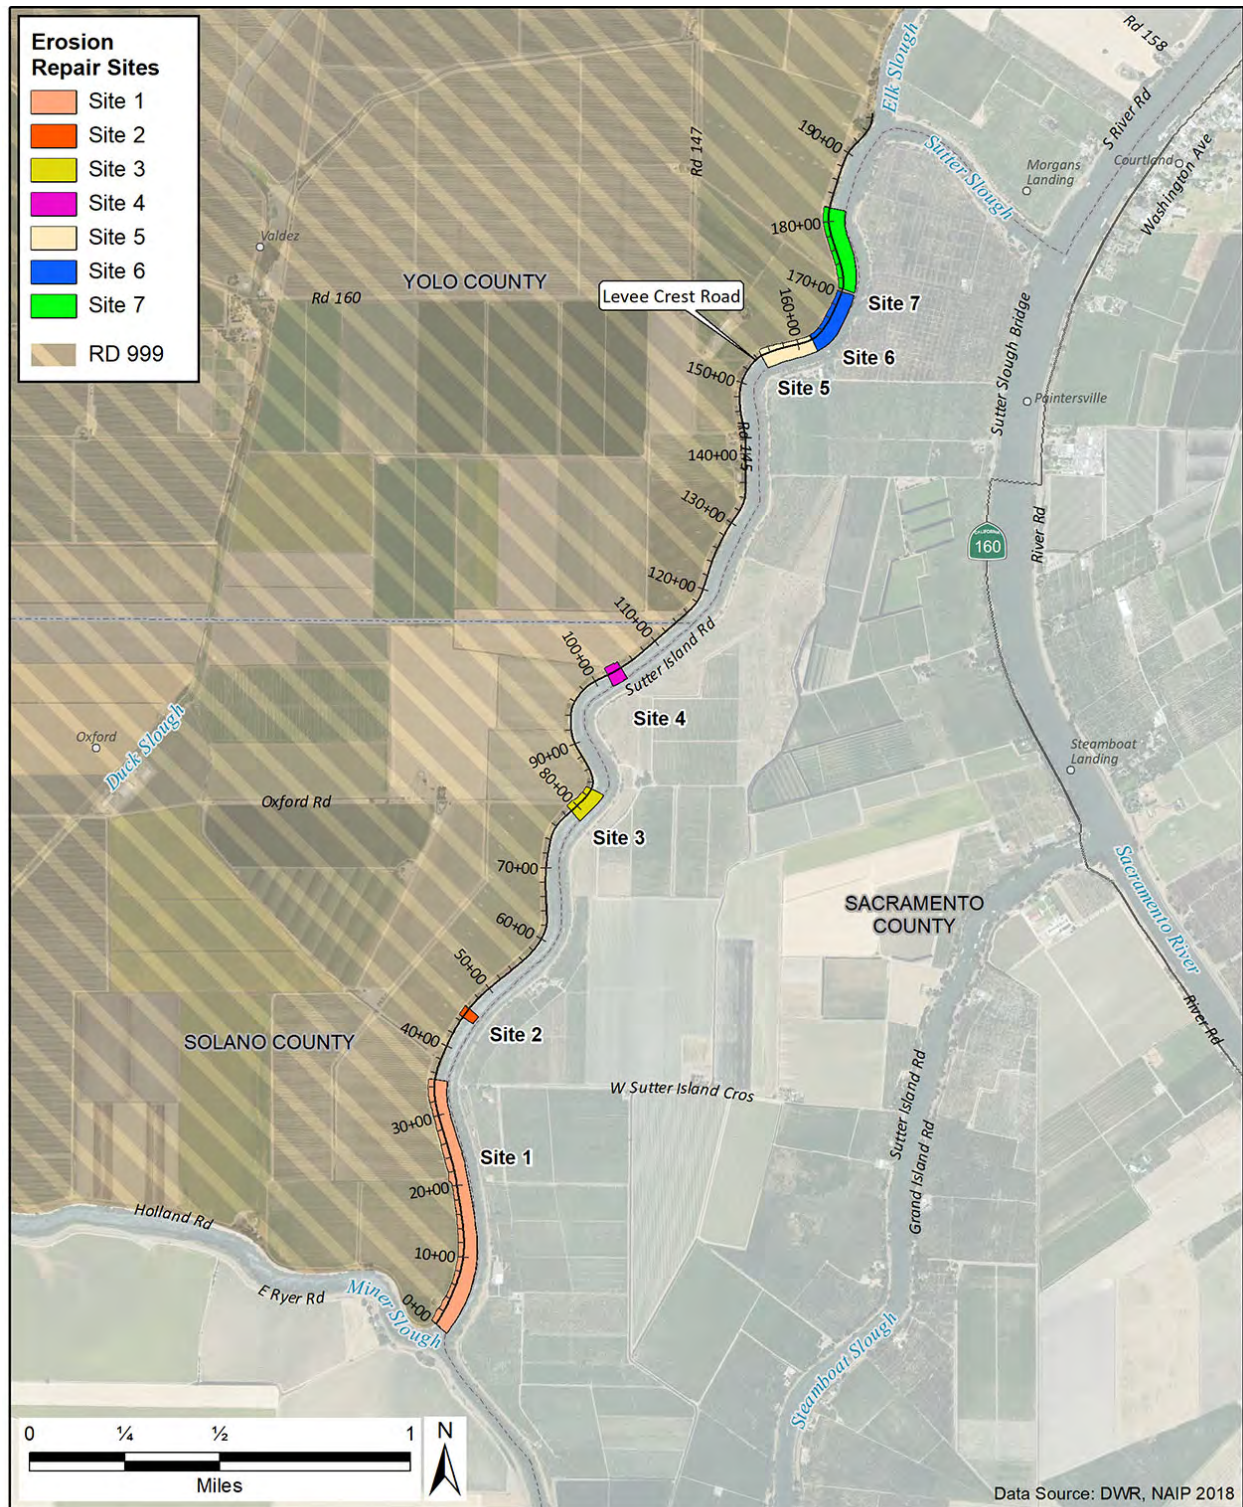 Erosion
Repair Sites
Site 1
Site 2
Site 3
Site 4
Site 5
Site 6
Site 7
RD 999
Rd 158
Elk Slough
S River Rd
190+00
Rd 147
Sutter Slough
Morgans
Landing
Courtland
Washington Ave
180+00
Valdez
YOLO COUNTY
Rd 160
Levee Crest Road
170+00
160+00
Site 7
Site 6
150+00
Site 5
Sutter Slough Bridge
Paintersville
Rd 145
140+00
130+00
CALIFORNIA
160
River Rd
120+00
110+00
100+00
Sutter Island Rd
Site 4
Oxford
Duck Slough
90+00
Steamboat
Landing
80+00
Oxford Rd
Site 3
70+00
Sacramento River
SACRAMENTO
COUNTY
60+00
50+00
River Rd
40+00
Site 2
SOLANO COUNTY
W Sutter Island Cros
Sutter Island Rd
Grand Island Rd
30+00
Site 1
20+00
Holland Rd
10+00
E Ryer Rd
Miner Slough
0+00
Steamboat Slough
0 ¼ ½ 1
Miles
N
Data Source: DWR, NAIP 2018